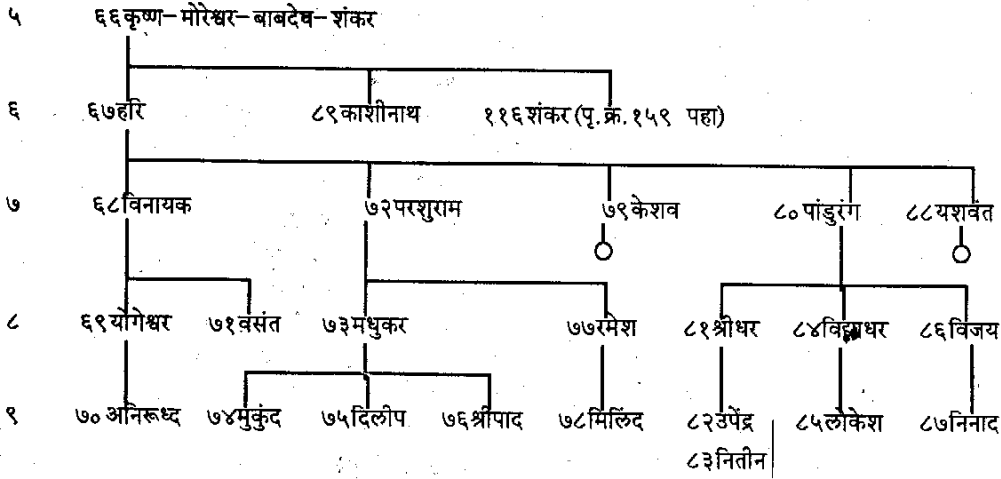 ५ ६६कृष्ण-मोरेश्वर-बाबदेव-शंकर
६ ६७हरि ८९काशीनाथ ११६शंकर(पृ.क्र.१५९ पहा)
७ ६८विनायक ७२परशुराम ७९केशव ८०पांडुरंग ८८यशवंत
८ ६९योगेश्वर ७१वसंत ७३मधुकर ७७रमेश ८१श्रीधर ८४विद्याधर ८६विजय
९ ७०अनिरूध्द ७४मुकुंद ७५दिलीप ७६श्रीपाद ७८मिलिंद ८२उपेंद्र ८५लोकेश ८७निनाद
८३नितीन